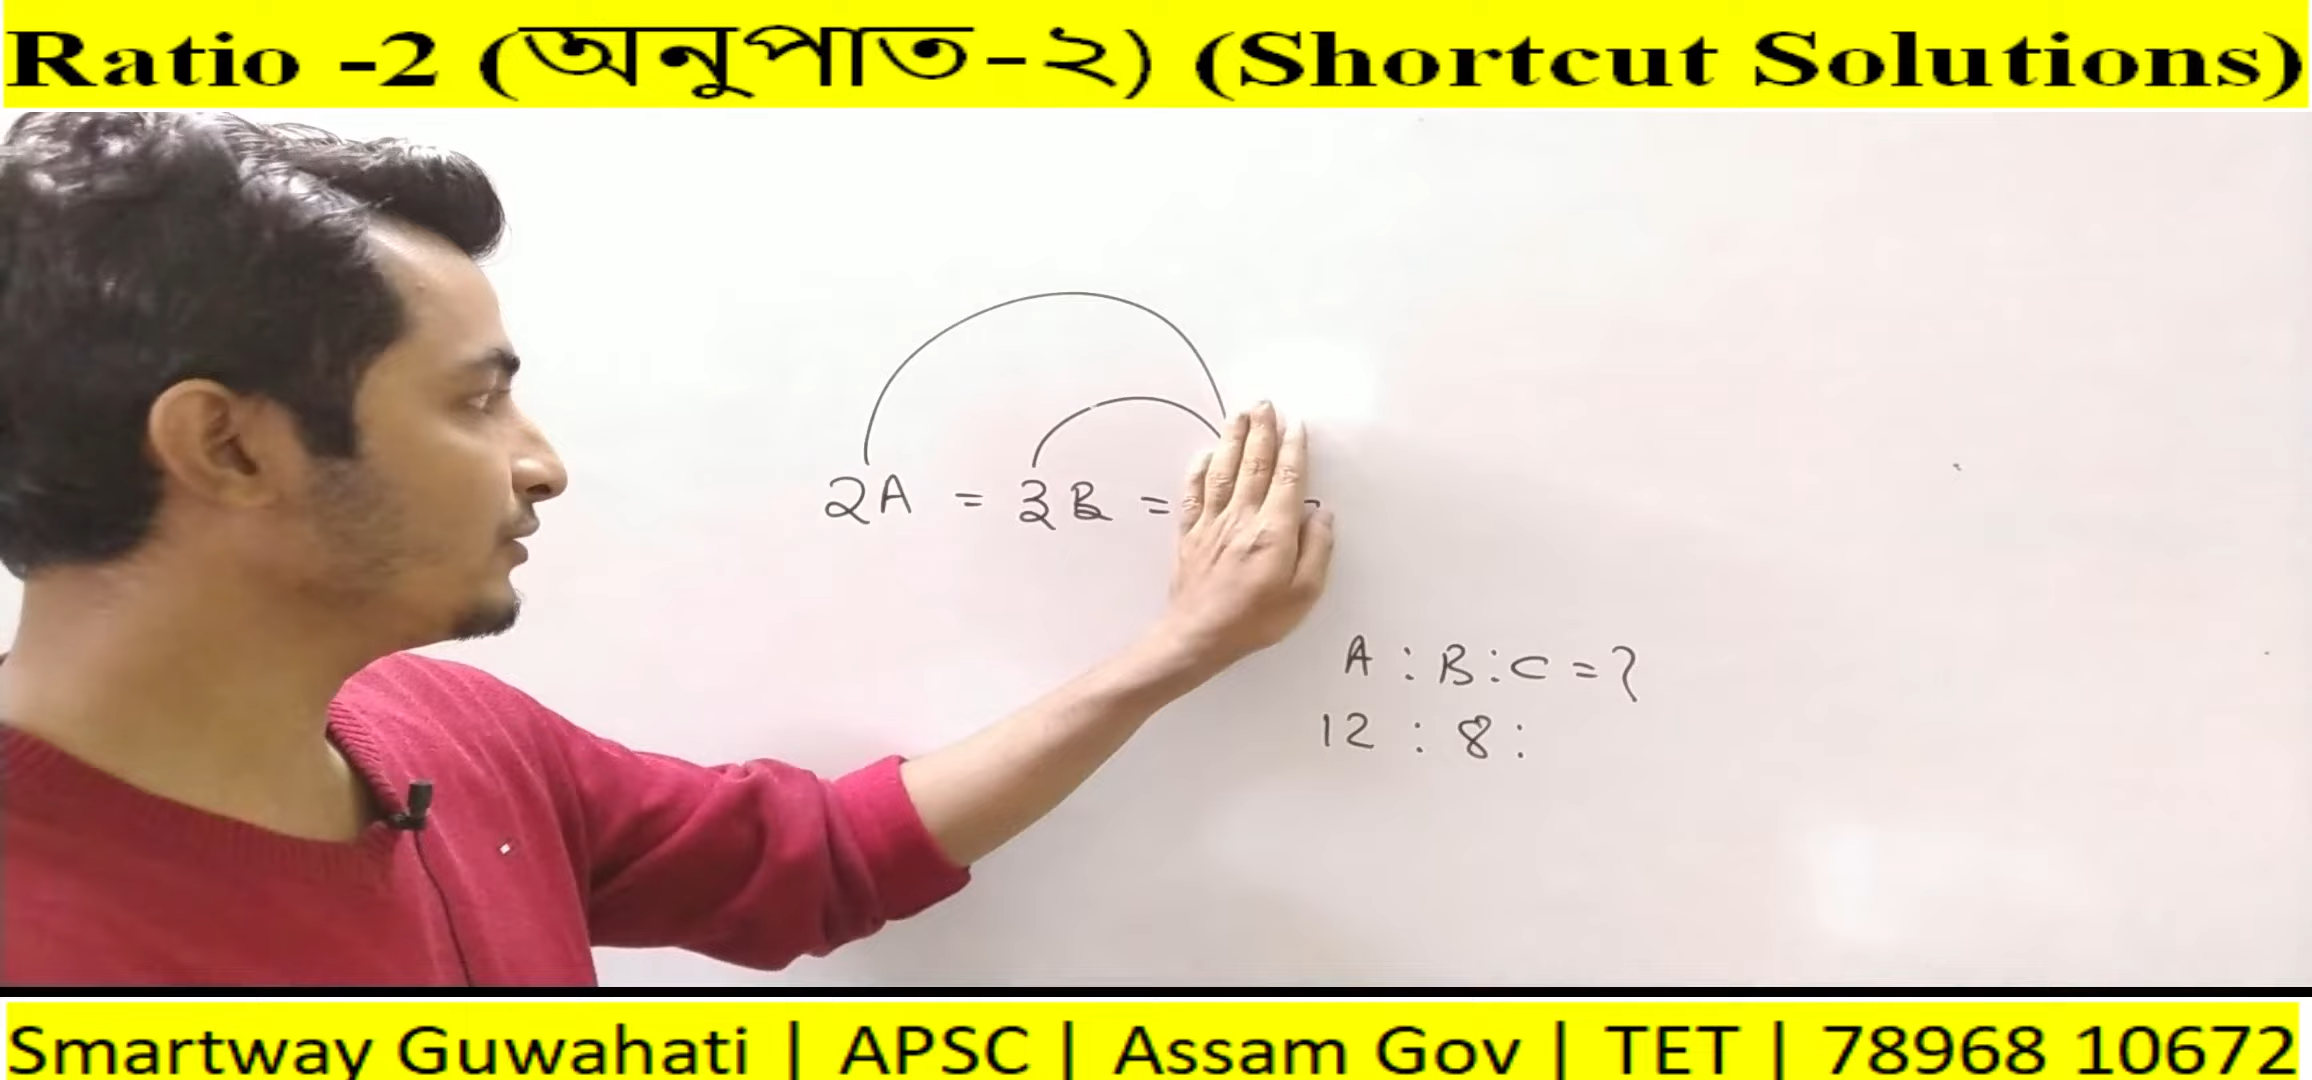 Ratio -2 (অনুপাত-২) (Shortcut Solutions)
2A = 3B =
A : B : C = ?
12 : 8 :
Smartway Guwahati | APSC | Assam Gov | TET | 78968 10672